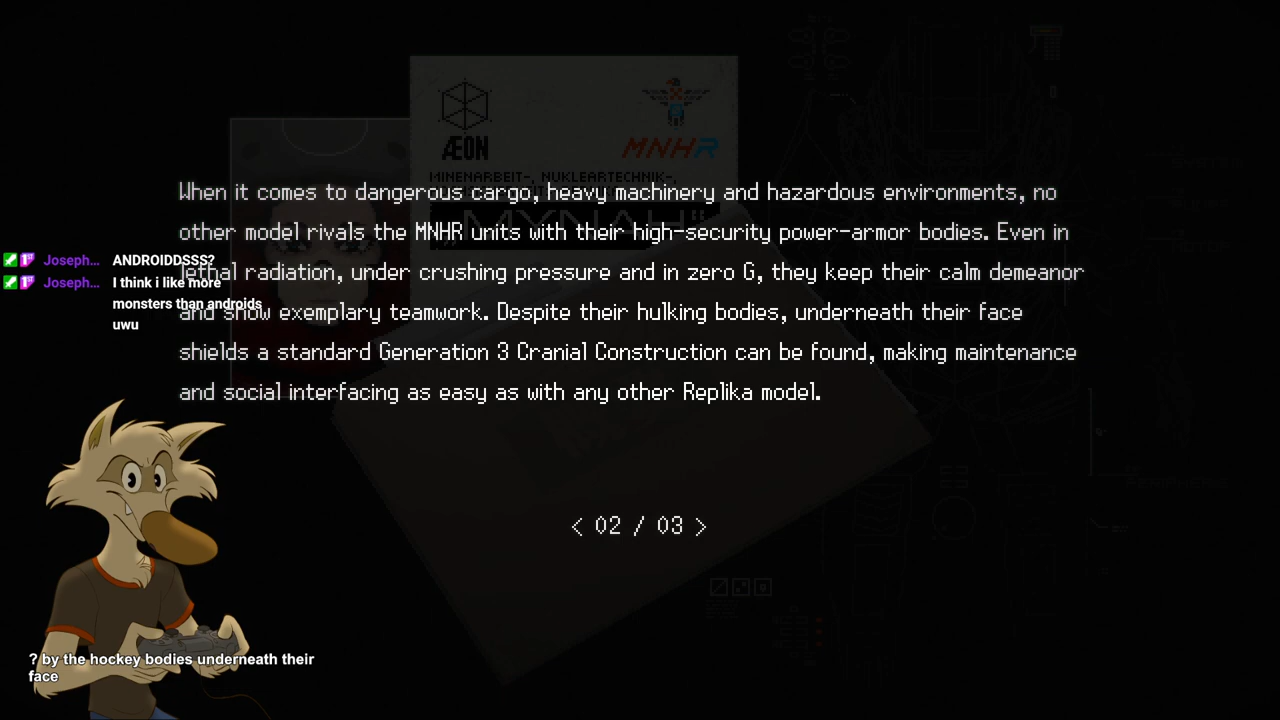 ÆON
MNHR
MINENARBEIT-, NUKLEARTECHNIK-,
"MYNAH"
When it comes to dangerous cargo, heavy machinery and hazardous environments, no
other model rivals the MNHR units with their high-security power-armor bodies. Even in
lethal radiation, under crushing pressure and in zero G, they keep their calm demeanor
and show exemplary teamwork. Despite their hulking bodies, underneath their face
shields a standard Generation 3 Cranial Construction can be found, making maintenance
and social interfacing as easy as with any other Replika model.
< 02 / 03 >
Joseph... ANDROIDDSSS?
Joseph... I think i like more
monsters than androids
uwu
? by the hockey bodies underneath their
face